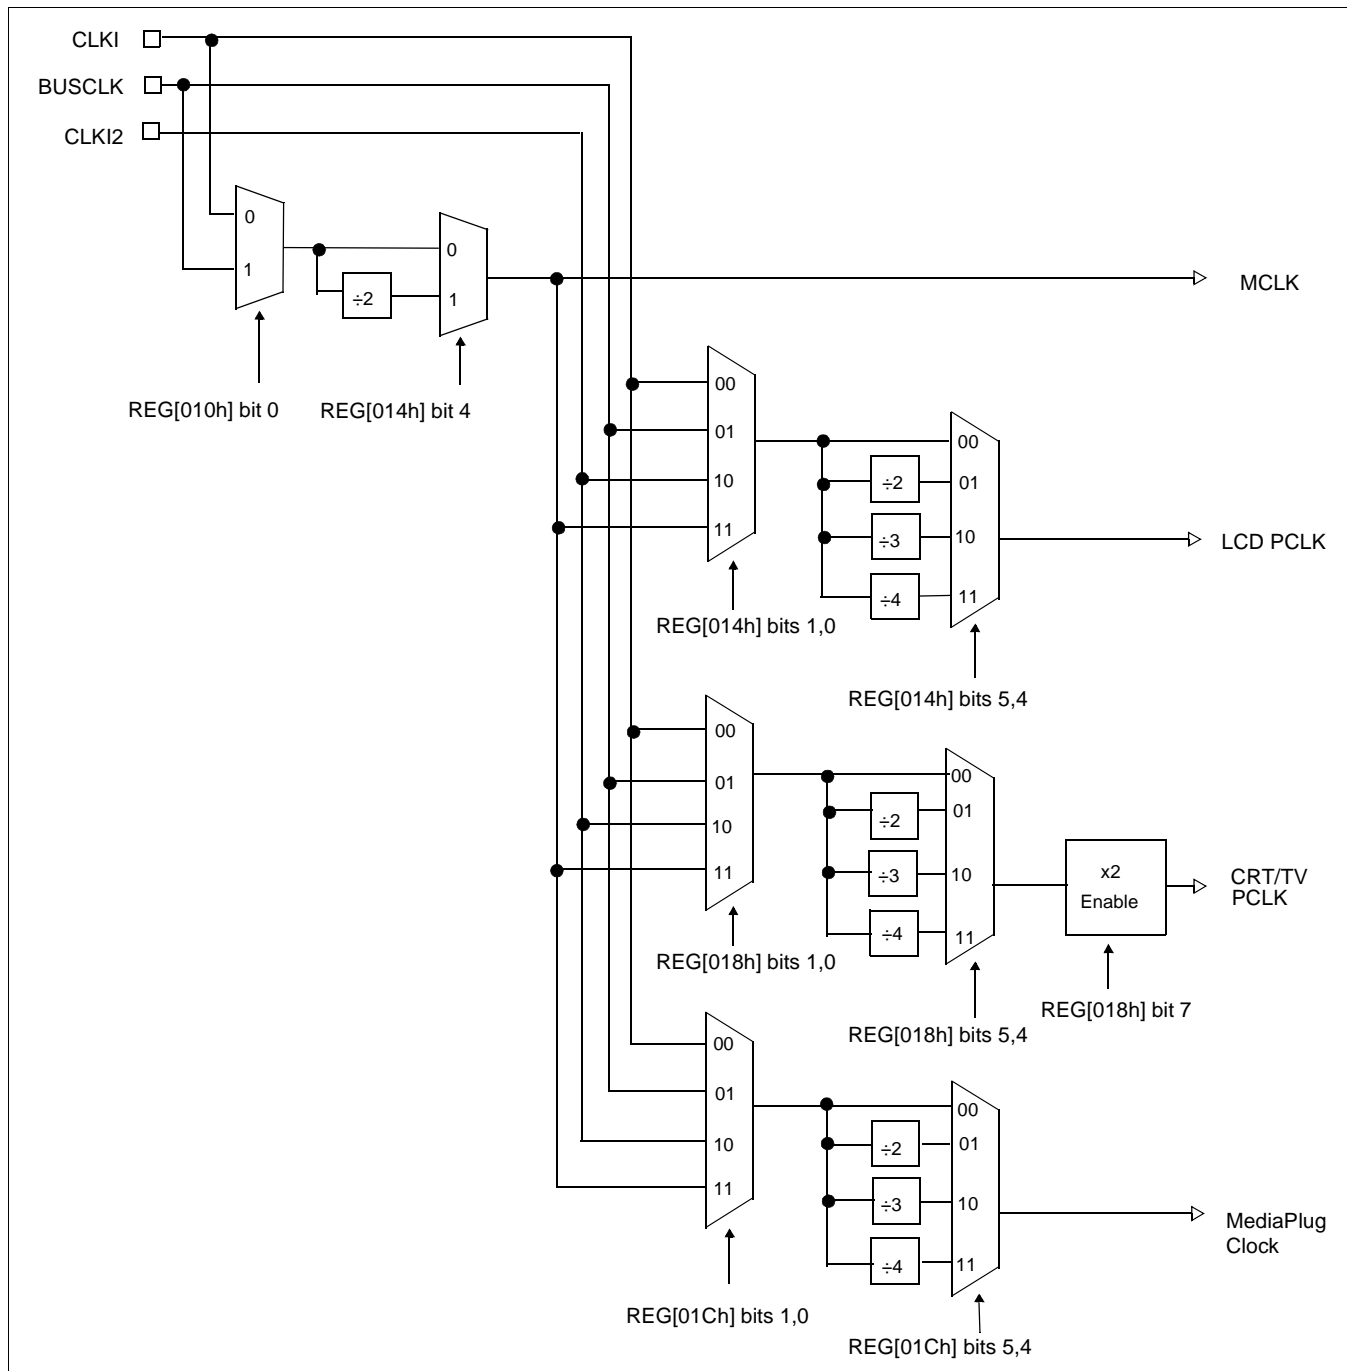 CLKI
BUSCLK
CLKI2
0
1
÷2
0
1
MCLK
REG[010h] bit 0
REG[014h] bit 4
00
01
10
11
00
÷2
01
÷3
10
÷4
11
LCD PCLK
REG[014h] bits 1,0
REG[014h] bits 5,4
00
01
10
11
00
÷2
01
÷3
10
÷4
11
x2
Enable
CRT/TV
PCLK
REG[018h] bits 1,0
REG[018h] bits 5,4
REG[018h] bit 7
00
01
10
11
00
÷2
01
÷3
10
÷4
11
MediaPlug
Clock
REG[01Ch] bits 1,0
REG[01Ch] bits 5,4